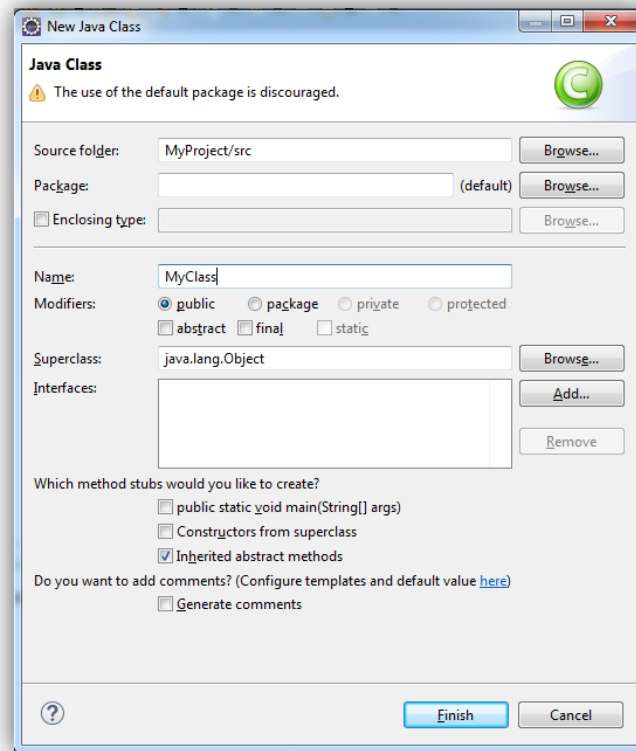 New Java Class
Java Class
The use of the default package is discouraged.
C
Source folder: MyProject/src Browse...
Package: (default) Browse...
Enclosing type: Browse...
Name: MyClass
Modifiers: public package private protected
abstract final static
Superclass: java.lang.Object Browse...
Interfaces: Add...
Remove
Which method stubs would you like to create?
public static void main(String[] args)
Constructors from superclass
Inherited abstract methods
Do you want to add comments? (Configure templates and default value here)
Generate comments
? Finish Cancel